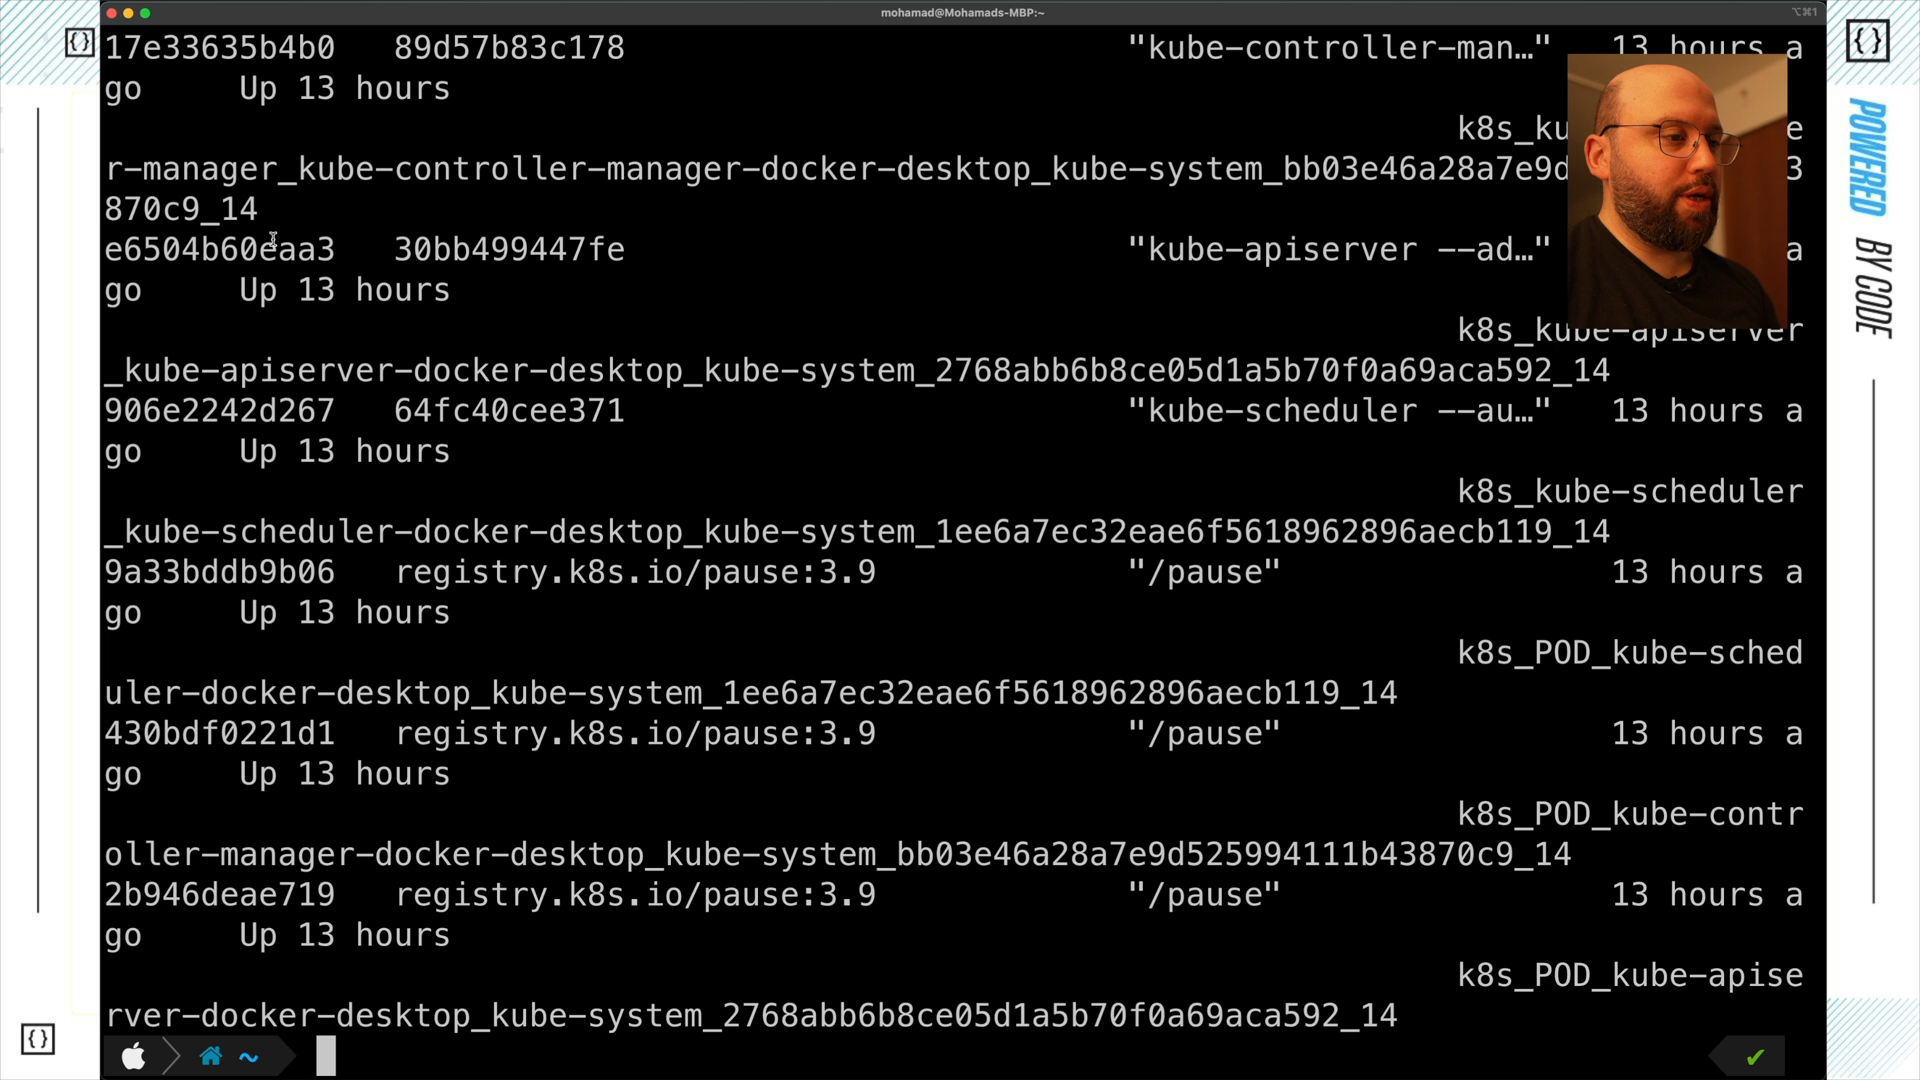 mohamad@Mohamads-MBP:~
⌥⌘1
17e33635b4b0 89d57b83c178 "kube-controller-man…" 13 hours a
go Up 13 hours
k8s_ku e
r-manager_kube-controller-manager-docker-desktop_kube-system_bb03e46a28a7e9d 3
870c9_14
e6504b60eaa3 30bb499447fe "kube-apiserver --ad…" a
go Up 13 hours
k8s_kube-apiserver
_kube-apiserver-docker-desktop_kube-system_2768abb6b8ce05d1a5b70f0a69aca592_14
906e2242d267 64fc40cee371 "kube-scheduler --au…" 13 hours a
go Up 13 hours
k8s_kube-scheduler
_kube-scheduler-docker-desktop_kube-system_1ee6a7ec32eae6f5618962896aecb119_14
9a33bddb9b06 registry.k8s.io/pause:3.9 "/pause" 13 hours a
go Up 13 hours
k8s_POD_kube-sched
uler-docker-desktop_kube-system_1ee6a7ec32eae6f5618962896aecb119_14
430bdf0221d1 registry.k8s.io/pause:3.9 "/pause" 13 hours a
go Up 13 hours
k8s_POD_kube-contr
oller-manager-docker-desktop_kube-system_bb03e46a28a7e9d525994111b43870c9_14
2b946deae719 registry.k8s.io/pause:3.9 "/pause" 13 hours a
go Up 13 hours
k8s_POD_kube-apise
rver-docker-desktop_kube-system_2768abb6b8ce05d1a5b70f0a69aca592_14
~
{}
{}
{}
POWERED BY CODE